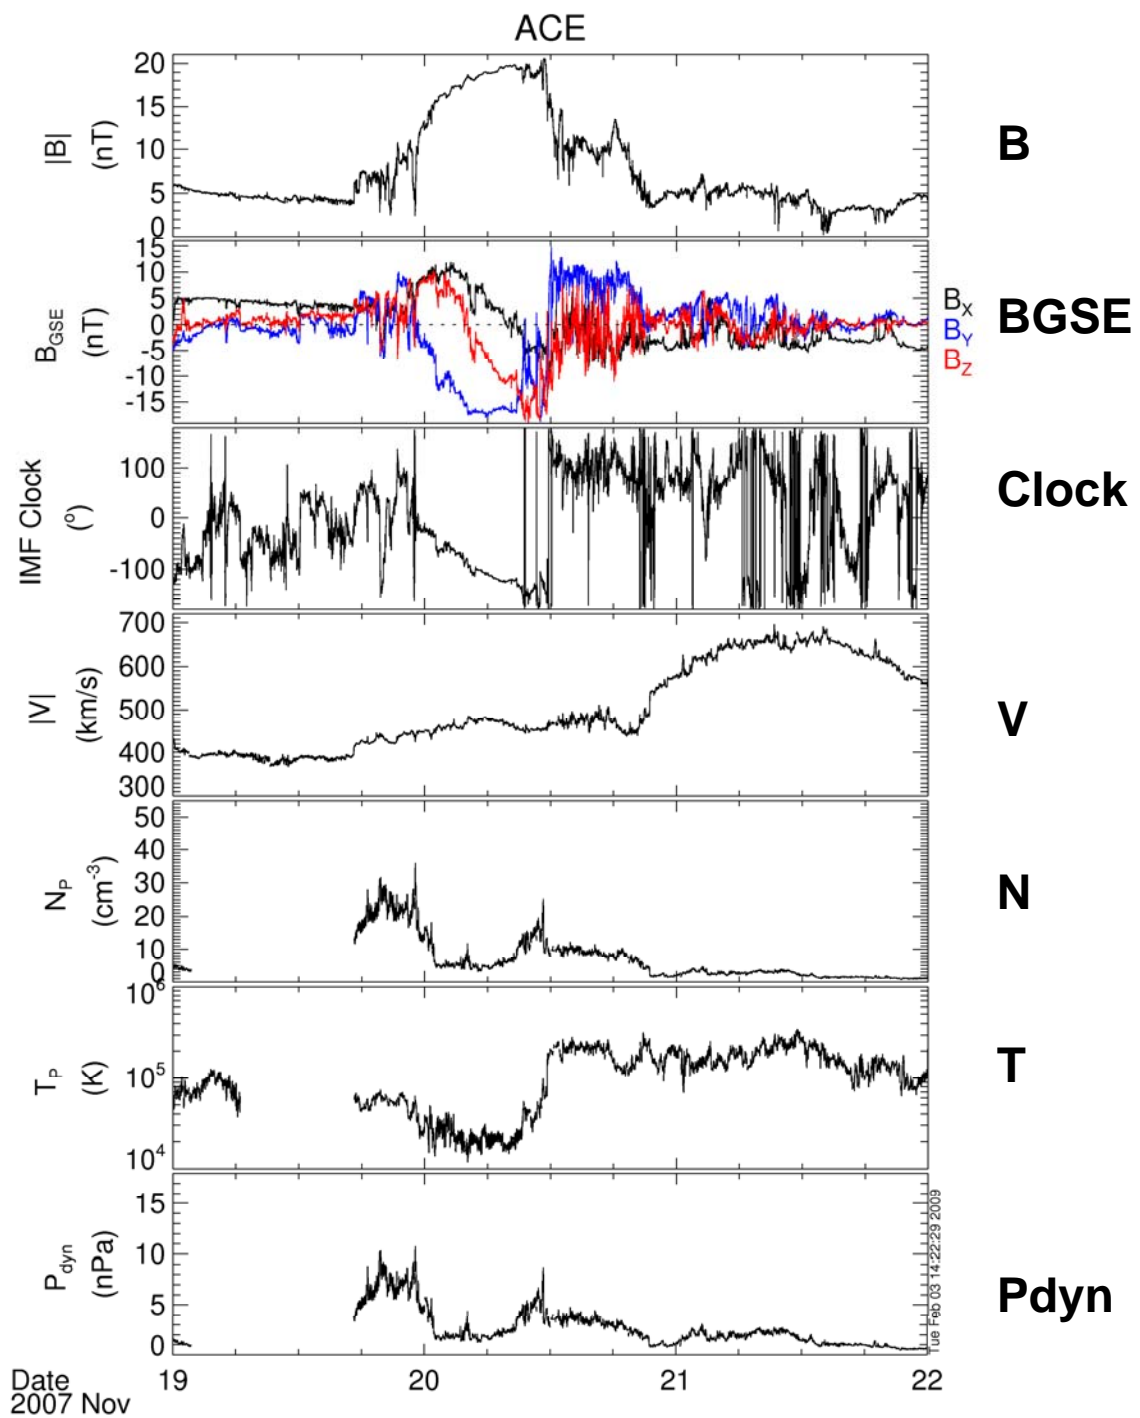 ACE
20
15
10
5
0
|B|
(nT)
B
15
10
5
0
-5
-10
-15
B_GSE
(nT)
B_X
B_Y
B_Z
BGSE
100
0
-100
IMF Clock
(°)
Clock
700
600
500
400
300
|V|
(km/s)
V
50
40
30
20
10
0
N_P
(cm^-3)
N
10^6
10^5
10^4
T_P
(K)
T
15
10
5
0
P_dyn
(nPa)
Pdyn
Tue Feb 03 14:22:29 2009
Date
19 20 21 22
2007 Nov